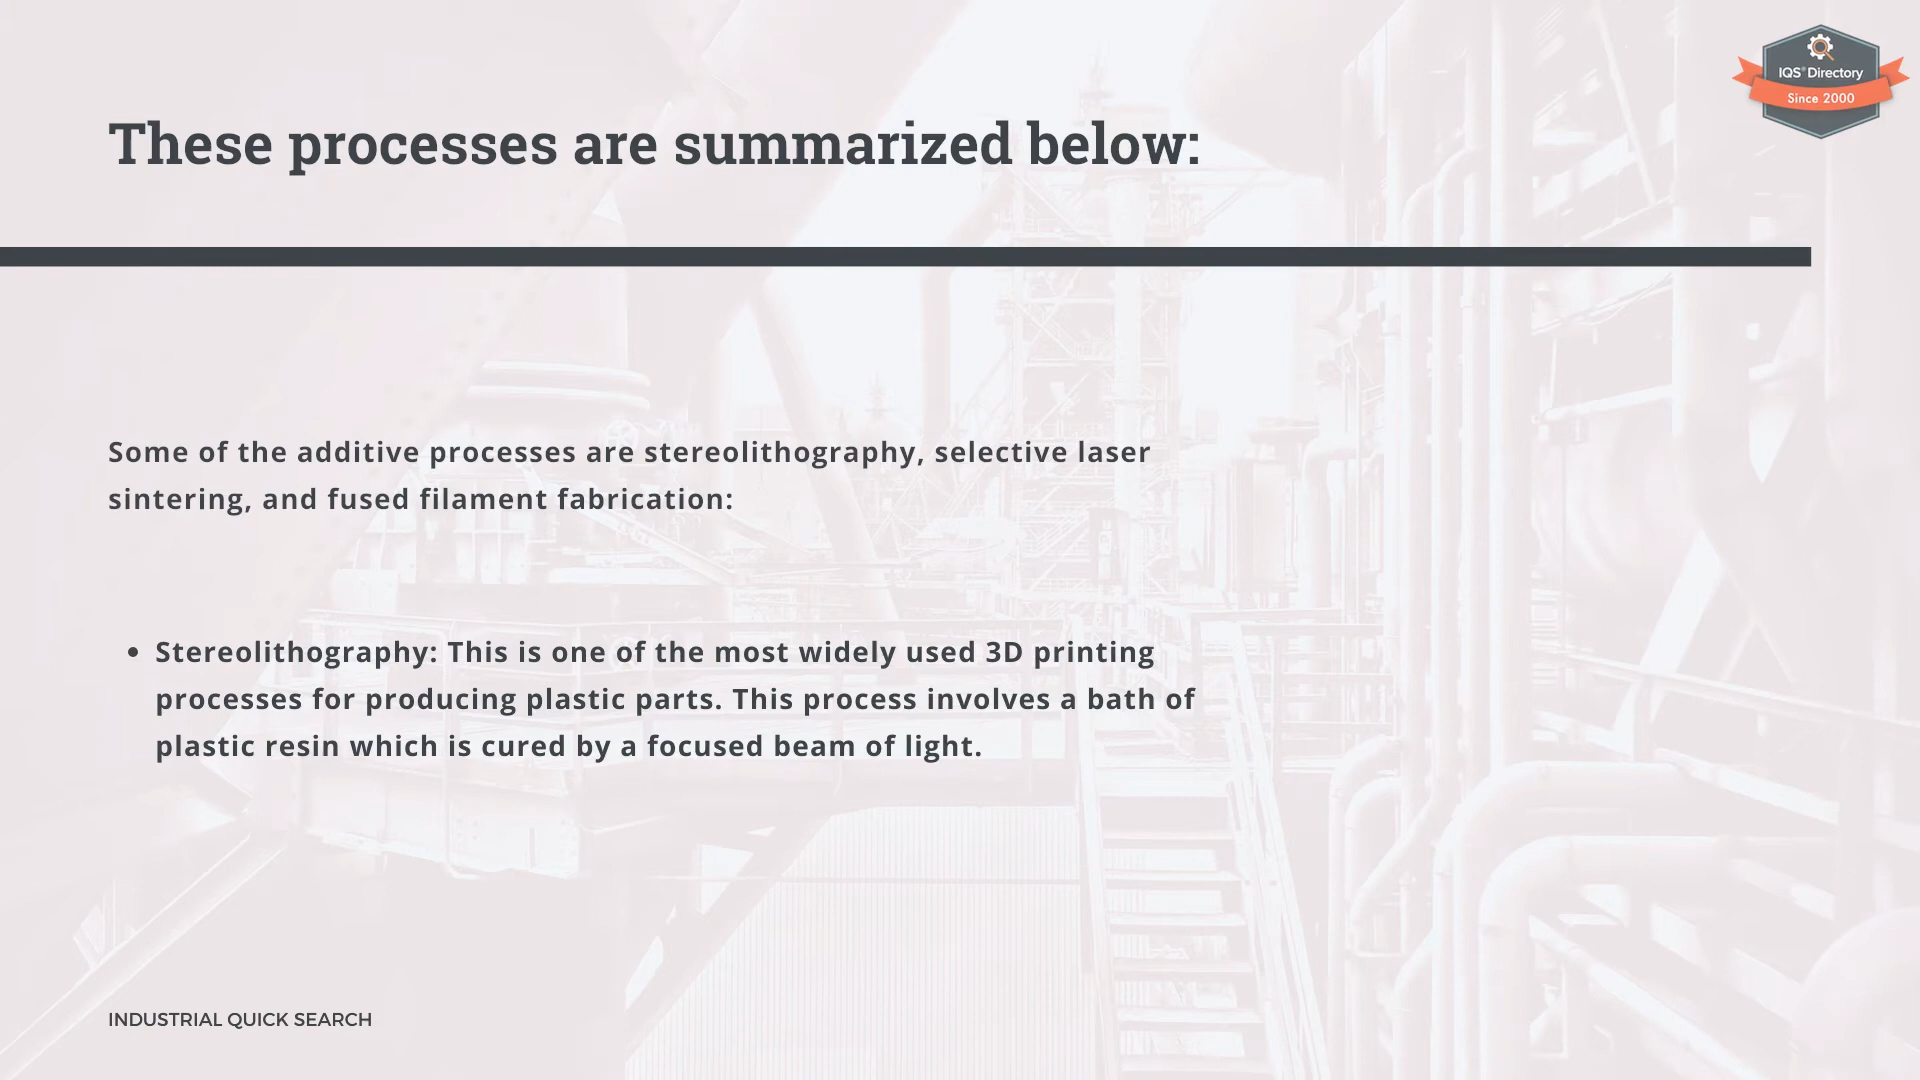 IQS® Directory
Since 2000
These processes are summarized below:
Some of the additive processes are stereolithography, selective laser
sintering, and fused filament fabrication:
• Stereolithography: This is one of the most widely used 3D printing
processes for producing plastic parts. This process involves a bath of
plastic resin which is cured by a focused beam of light.
INDUSTRIAL QUICK SEARCH